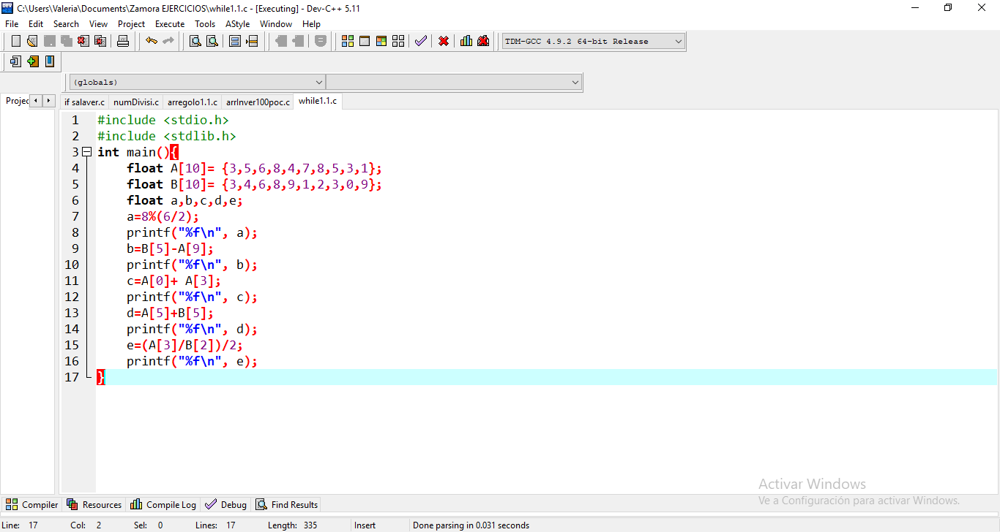 C:\Users\Valeria\Documents\Zamora EJERCICIOS\while1.1.c - [Executing] - Dev-C++ 5.11
File Edit Search View Project Execute Tools AStyle Window Help
TDM-GCC 4.9.2 64-bit Release
(globals)
Projec if salaver.c numDivisi.c arregolo1.1.c arrInver100poc.c while1.1.c
1 #include <stdio.h>
2 #include <stdlib.h>
3 int main(){
4 float A[10]= {3,5,6,8,4,7,8,5,3,1};
5 float B[10]= {3,4,6,8,9,1,2,3,0,9};
6 float a,b,c,d,e;
7 a=8%(6/2);
8 printf("%f\n", a);
9 b=B[5]-A[9];
10 printf("%f\n", b);
11 c=A[0]+ A[3];
12 printf("%f\n", c);
13 d=A[5]+B[5];
14 printf("%f\n", d);
15 e=(A[3]/B[2])/2;
16 printf("%f\n", e);
17 }
Activar Windows
Ve a Configuración para activar Windows.
Compiler Resources Compile Log Debug Find Results
Line: 17 Col: 2 Sel: 0 Lines: 17 Length: 335 Insert Done parsing in 0.031 seconds